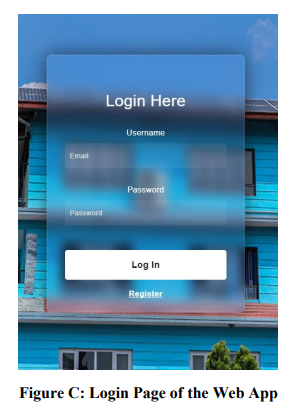 Login Here
Username
Email
Password
Password
Log In
Register
Figure C: Login Page of the Web App